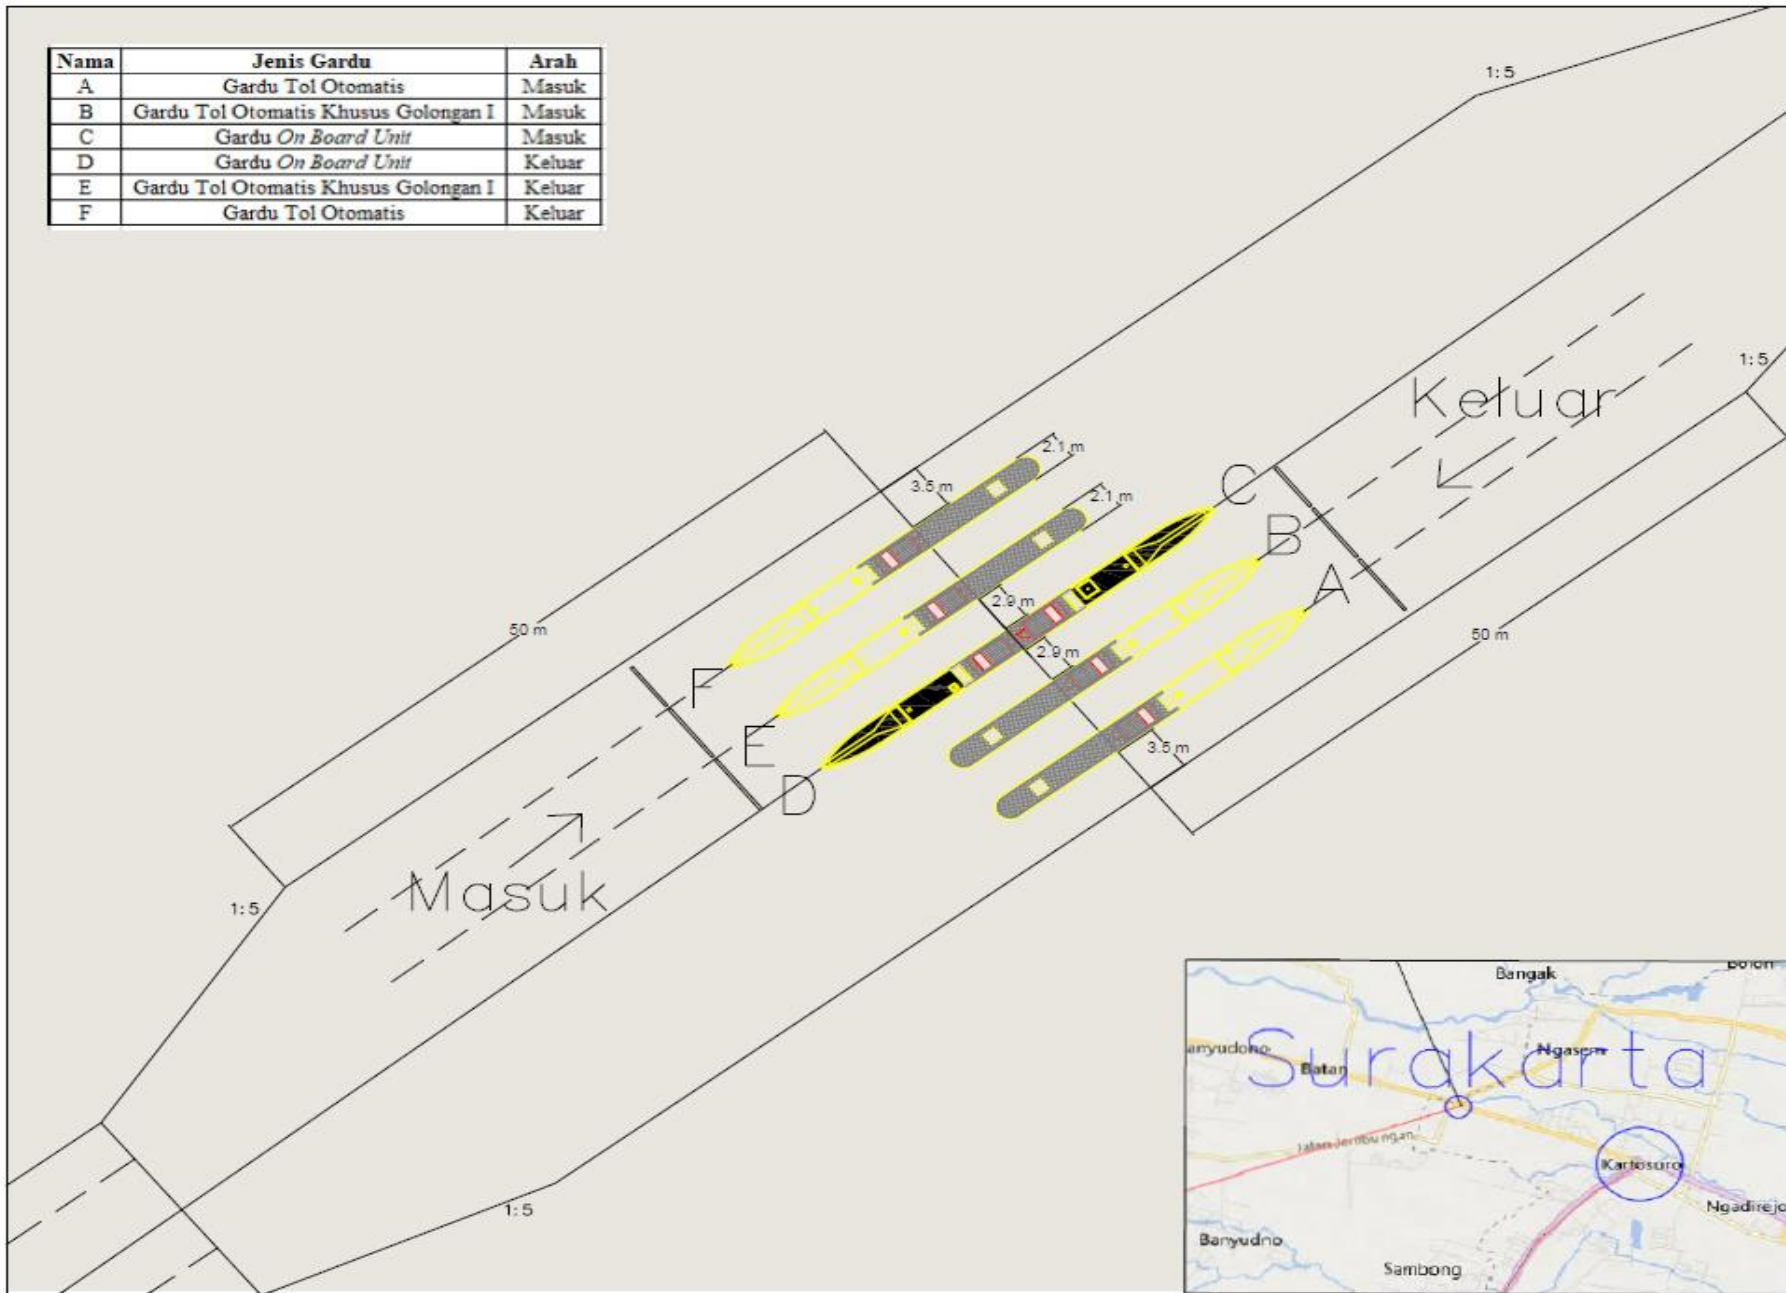 Nama Jenis Gardu Arah
A Gardu Tol Otomatis Masuk
B Gardu Tol Otomatis Khusus Golongan I Masuk
C Gardu On Board Unit Masuk
D Gardu On Board Unit Keluar
E Gardu Tol Otomatis Khusus Golongan I Keluar
F Gardu Tol Otomatis Keluar
1:5
1:5
Keluar
2.1 m
3.5 m
2.1 m
C
B
A
2.9 m
2.9 m
50 m
50 m
F
E
D
3.5 m
Masuk
1:5
1:5
Bangak
anyudono
Surakarta
Ngasem
Batan
Kartosuro
Ngadirejo
Banyudno
Sambong